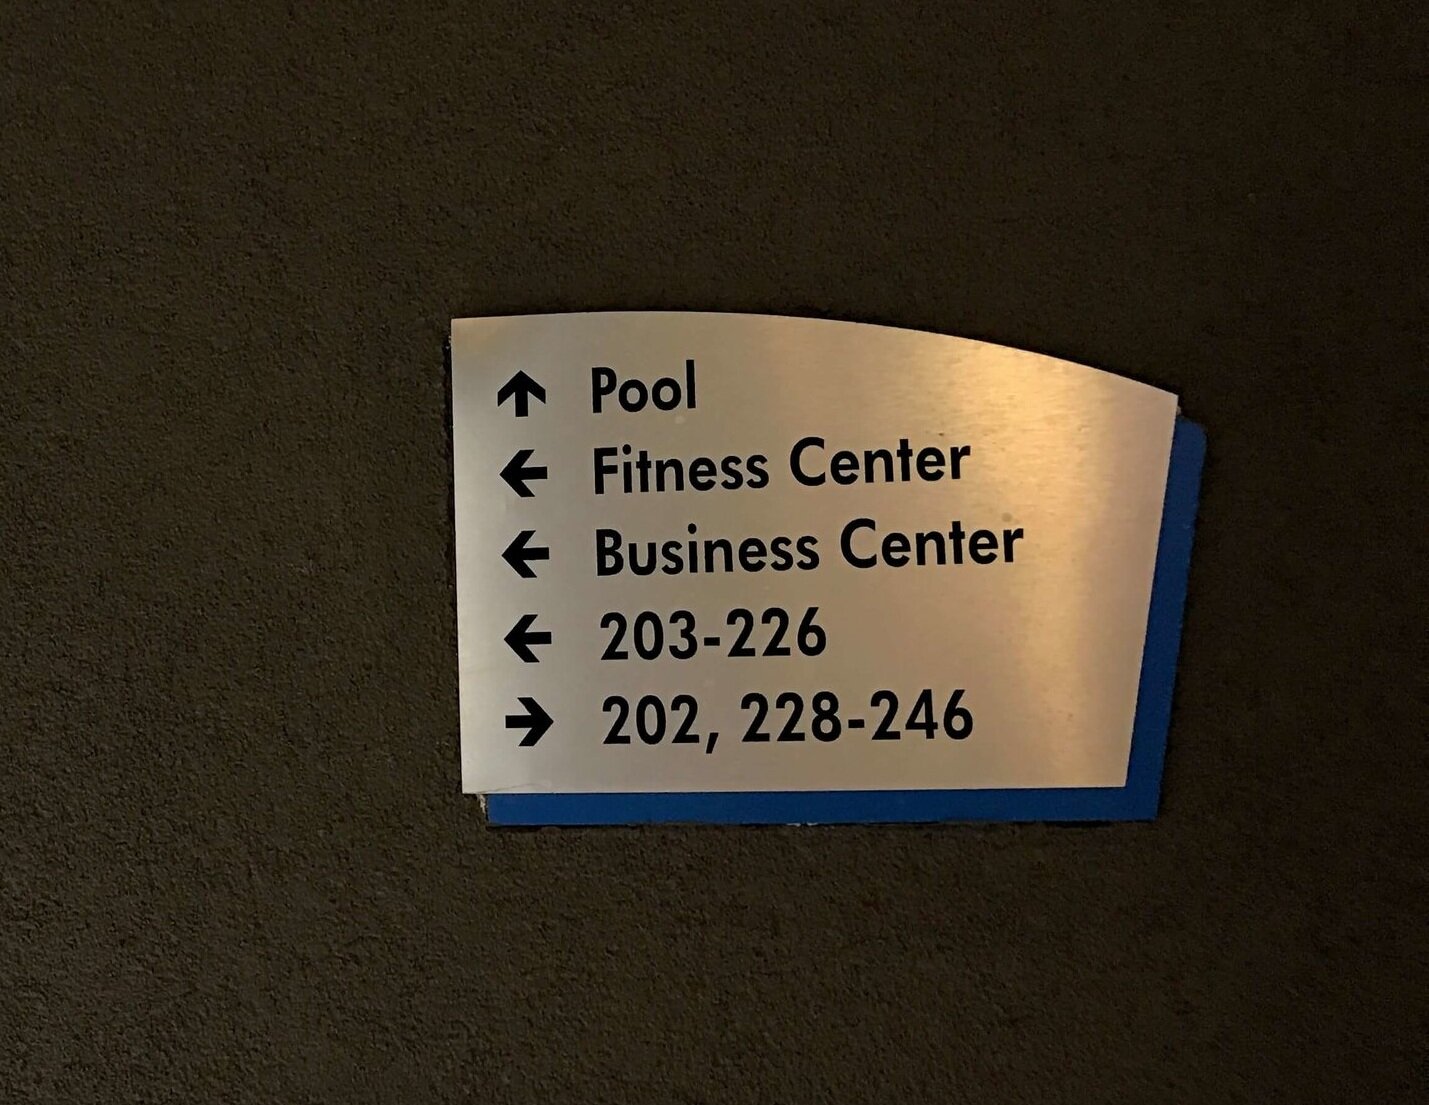 ↑ Pool
← Fitness Center
← Business Center
← 203-226
→ 202, 228-246